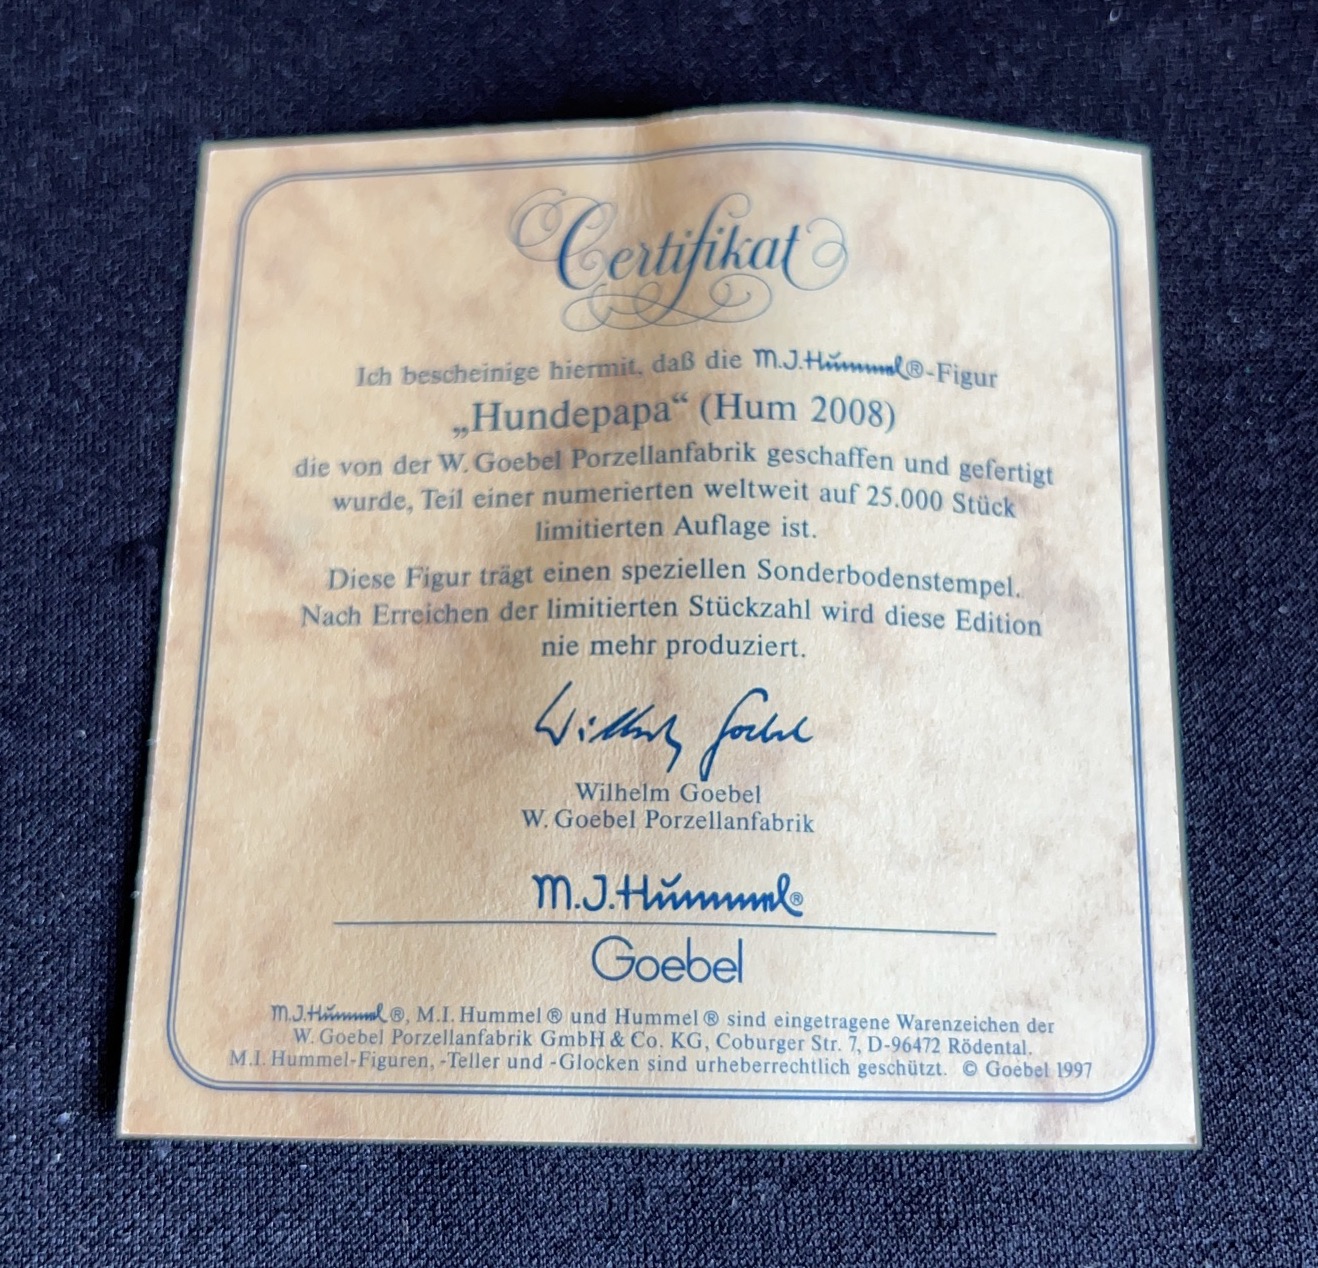 Certifikat
Ich bescheinige hiermit, daß die M.J.Hummel®-Figur
„Hundepapa“ (Hum 2008)
die von der W. Goebel Porzellanfabrik geschaffen und gefertigt
wurde, Teil einer numerierten weltweit auf 25.000 Stück
limitierten Auflage ist.
Diese Figur trägt einen speziellen Sonderbodenstempel.
Nach Erreichen der limitierten Stückzahl wird diese Edition
nie mehr produziert.
Wilhelm Goebel
Wilhelm Goebel
W. Goebel Porzellanfabrik
M.J.Hummel®
Goebel
M.J.Hummel®, M.I. Hummel® und Hummel® sind eingetragene Warenzeichen der
W. Goebel Porzellanfabrik GmbH & Co. KG, Coburger Str. 7, D-96472 Rödental.
M.I. Hummel-Figuren, -Teller und -Glocken sind urheberrechtlich geschützt. © Goebel 1997